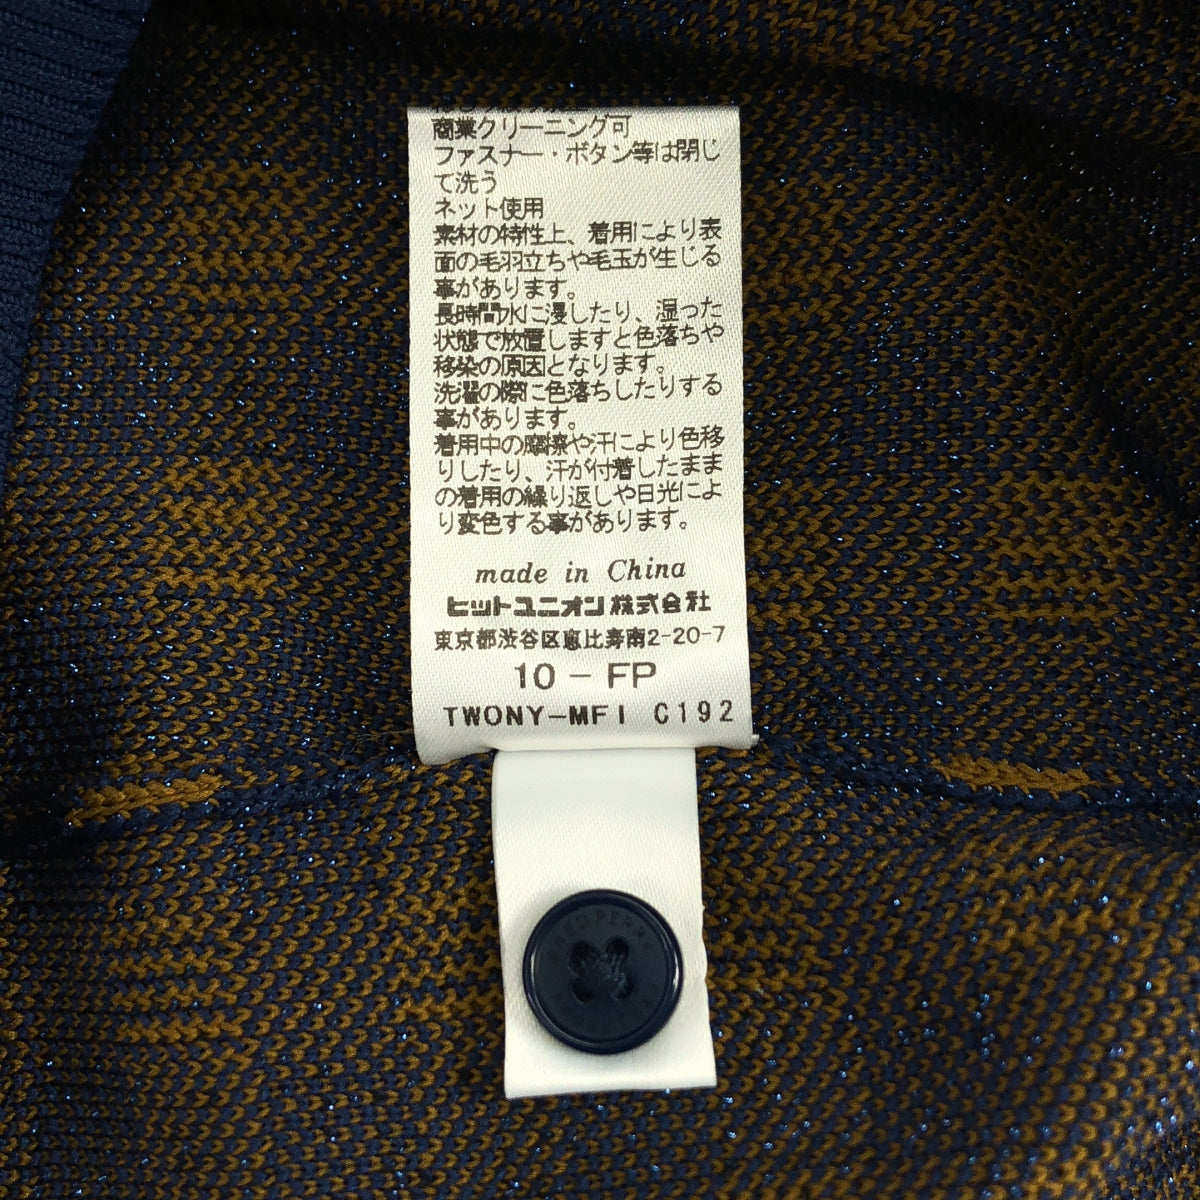 商業クリーニング可
ファスナー・ボタン等は閉じ
て洗う
ネット使用
素材の特性上、着用により表
面の毛羽立ちや毛玉が生じる
事があります。
長時間水に浸したり、湿った
状態で放置しますと色落ちや
移染の原因となります。
洗濯の際に色落ちしたりする
事があります。
着用中の摩擦や汗により色移
りしたり、汗が付着したまま
の着用の繰り返しや日光によ
り変色する事があります。
made in China
ヒットユニオン株式会社
東京都渋谷区恵比寿南2-20-7
10 - FP
TWONY-MFI C192
FRED PERRY